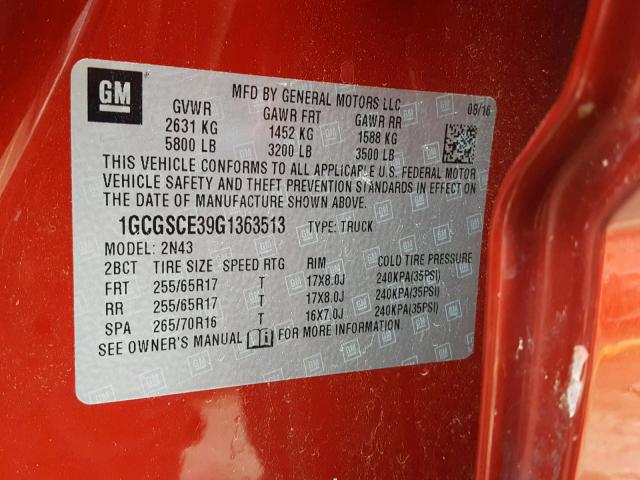 GM
MFD BY GENERAL MOTORS LLC 08/16
GVWR GAWR FRT GAWR RR
2631 KG 1452 KG 1588 KG
5800 LB 3200 LB 3500 LB
THIS VEHICLE CONFORMS TO ALL APPLICABLE U.S. FEDERAL MOTOR
VEHICLE SAFETY AND THEFT PREVENTION STANDARDS IN EFFECT ON
THE DATE OF MANUFACTURE SHOWN ABOVE.
1GCGSCE39G1363513 TYPE: TRUCK
MODEL: 2N43
2BCT TIRE SIZE SPEED RTG RIM COLD TIRE PRESSURE
FRT 255/65R17 T 17X8.0J 240KPA(35PSI)
RR 255/65R17 T 17X8.0J 240KPA(35PSI)
SPA 265/70R16 T 16X7.0J 240KPA(35PSI)
SEE OWNER'S MANUAL FOR MORE INFORMATION.